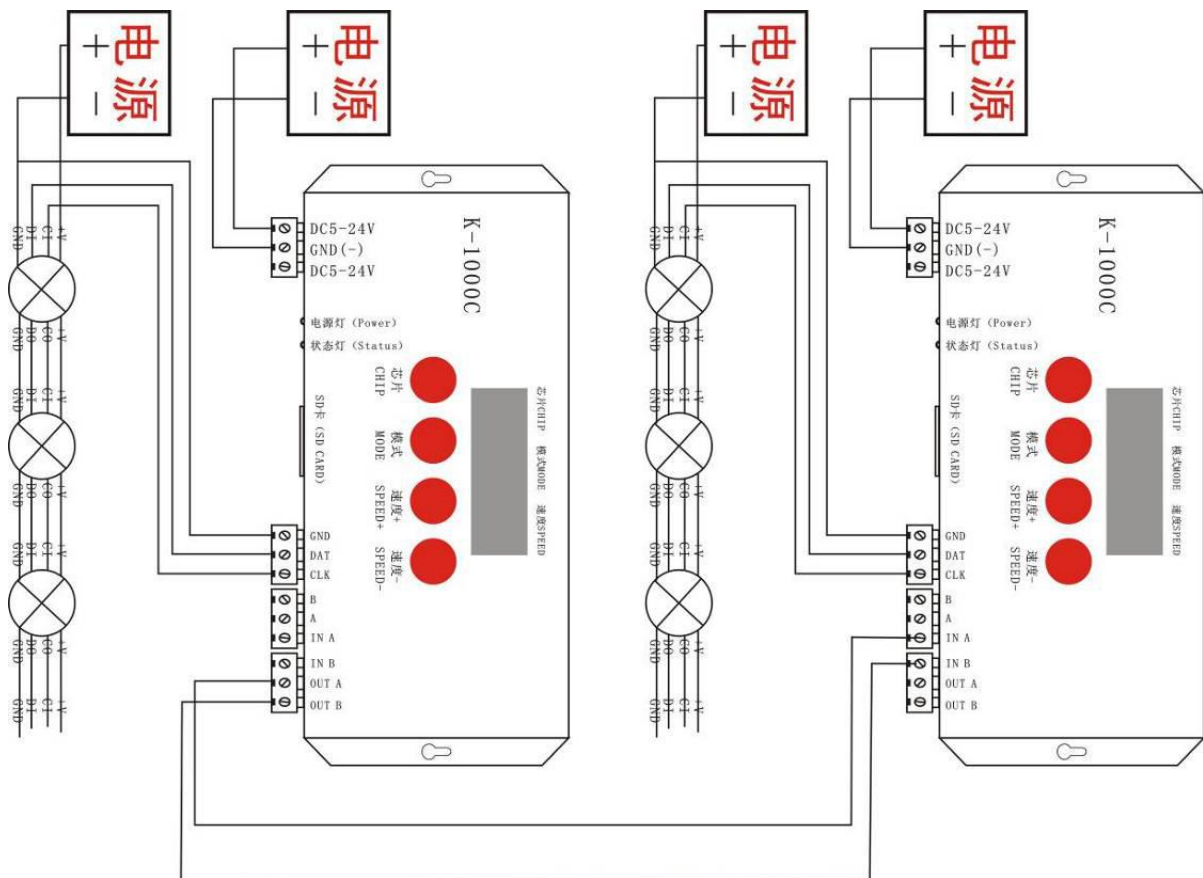 电源
+
−
电源
+
−
电源
+
−
电源
+
−
K-1000C
DC5-24V
GND(-)
DC5-24V
电源灯(Power)
状态灯(Status)
芯片
CHIP
模式
MODE
速度+
SPEED+
速度-
SPEED-
芯片CHIP 模式MODE 速度SPEED
SD卡(SD CARD)
GND
DAT
CLK
B
A
IN A
IN B
OUT A
OUT B
GND DI CI +V
GND DO CO +V
GND DI CI +V
GND DO CO +V
GND DI CI +V
GND DO CO +V
GND DI CI +V
K-1000C
DC5-24V
GND(-)
DC5-24V
电源灯(Power)
状态灯(Status)
芯片
CHIP
模式
MODE
速度+
SPEED+
速度-
SPEED-
芯片CHIP 模式MODE 速度SPEED
SD卡(SD CARD)
GND
DAT
CLK
B
A
IN A
IN B
OUT A
OUT B
GND DI CI +V
GND DO CO +V
GND DI CI +V
GND DO CO +V
GND DI CI +V
GND DO CO +V
GND DI CI +V